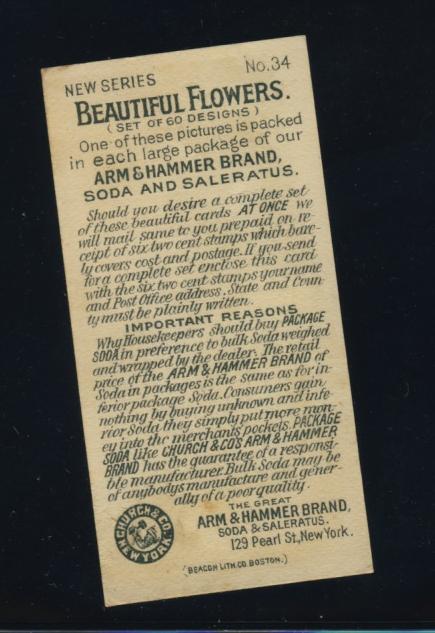 NEW SERIES No.34
BEAUTIFUL FLOWERS.
(SET OF 60 DESIGNS)
One of these pictures is packed
in each large package of our
ARM & HAMMER BRAND,
SODA AND SALERATUS.
Should you desire a complete set
of these beautiful cards AT ONCE we
will mail same to you prepaid on re-
ceipt of six two cent stamps which bare-
ly covers cost and postage. If you send
for a complete set enclose this card
with the six two cent stamps your name
and Post Office address. State and Coun-
ty must be plainly written.
IMPORTANT REASONS
Why Housekeepers should buy PACKAGE
SODA in preference to bulk Soda weighed
and wrapped by the dealer. The retail
price of the ARM & HAMMER BRAND of
Soda in packages is the same as for in-
ferior package Soda. Consumers gain
nothing by buying unknown and infe-
rior Soda, they simply put more mon-
ey into the merchants pockets. PACKAGE
SODA like CHURCH & CO'S ARM & HAMMER
BRAND has the guarantee of a responsi-
ble manufacturer. Bulk Soda may be
of anybodys manufacture and gener-
ally of a poor quality.
THE GREAT
ARM & HAMMER BRAND,
SODA & SALERATUS.
129 Pearl St., New York.
CHURCH & CO.
NEW YORK
(BEACON LITH. CO. BOSTON.)